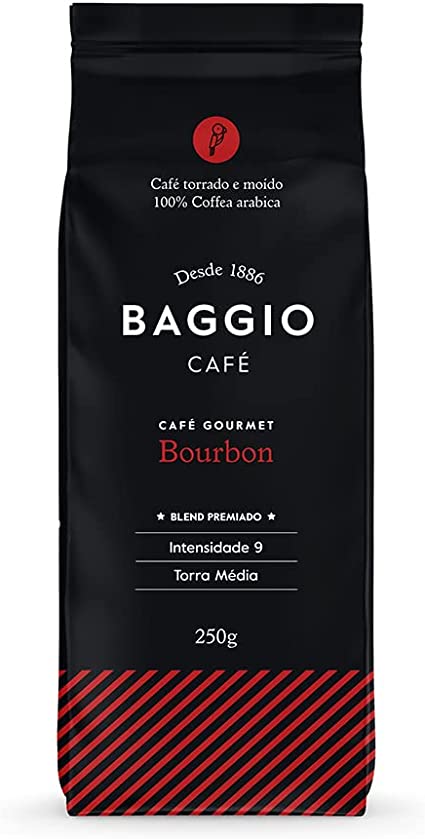 Café torrado e moído
100% Coffea arabica
Desde 1886
BAGGIO
CAFÉ
CAFÉ GOURMET
Bourbon
★ BLEND PREMIADO ★
Intensidade 9
Torra Média
250g